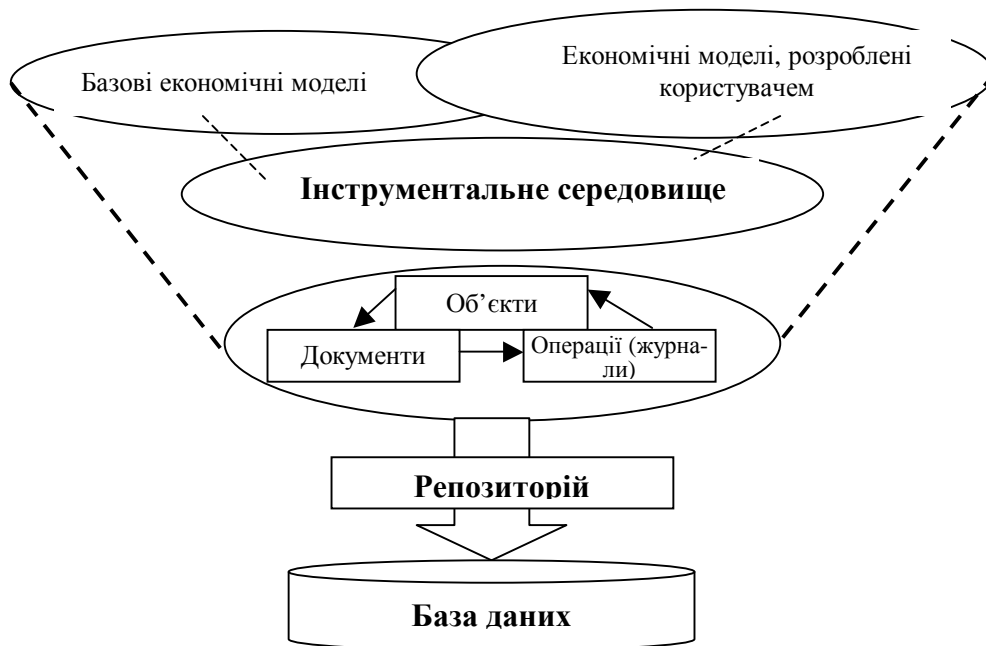 Базові економічні моделі
Економічні моделі, розроблені
користувачем
Інструментальне середовище
Об’єкти
Документи
Операції (журна-
ли)
Репозиторій
База даних